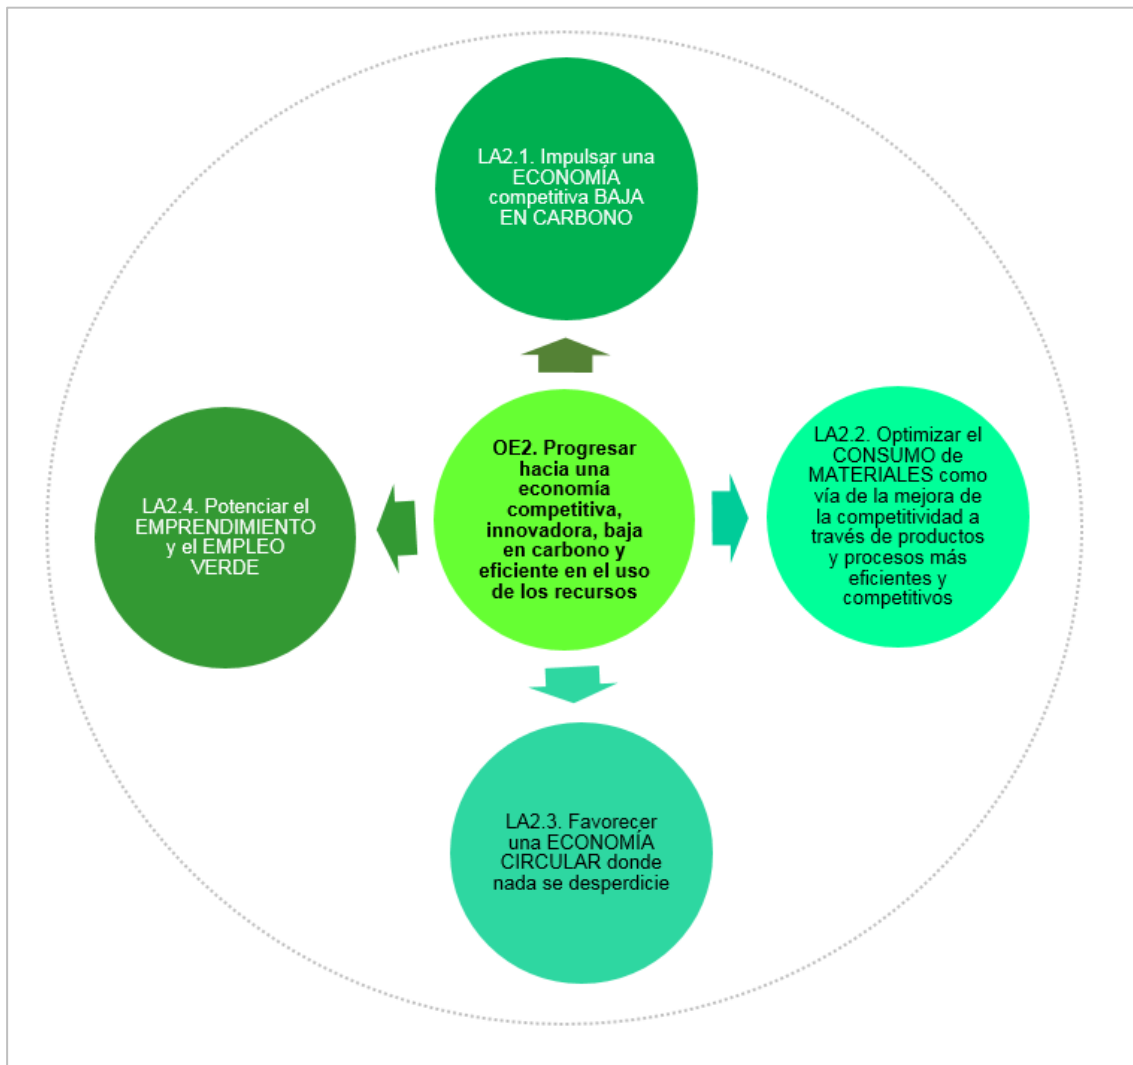 LA2.1. Impulsar una
ECONOMÍA
competitiva BAJA
EN CARBONO
OE2. Progresar
hacia una
economía
competitiva,
innovadora, baja
en carbono y
eficiente en el uso
de los recursos
LA2.2. Optimizar el
CONSUMO de
MATERIALES como
vía de la mejora de
la competitividad a
través de productos
y procesos más
eficientes y
competitivos
LA2.3. Favorecer
una ECONOMÍA
CIRCULAR donde
nada se desperdicie
LA2.4. Potenciar el
EMPRENDIMIENTO
y el EMPLEO
VERDE